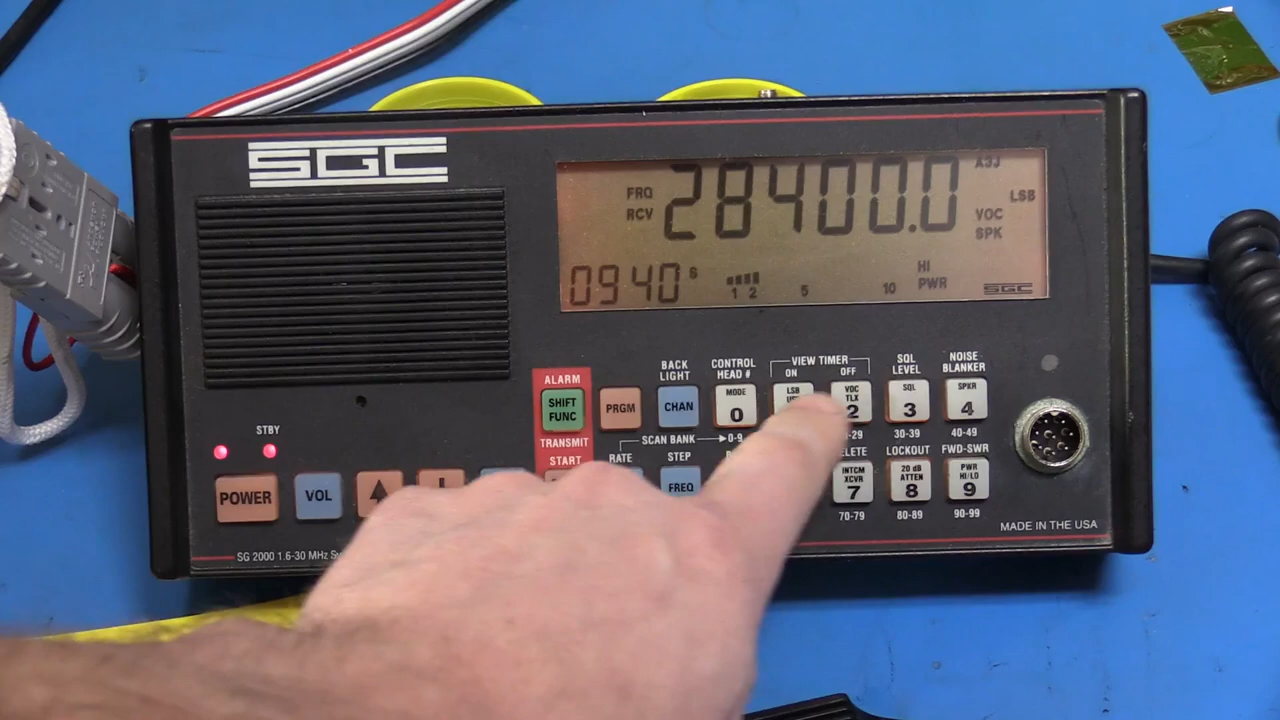 SGC
FRQ
RCV
28400.0
A3J
LSB
VOC
SPK
0940 S
1 2 5 10
HI
PWR
SGC
ALARM
SHIFT
FUNC
TRANSMIT
START
PRGM
BACK
LIGHT
CHAN
CONTROL
HEAD #
MODE
0
VIEW TIMER
ON OFF
LSB
VOC
TLX
2
SQL
LEVEL
SQL
3
NOISE
BLANKER
SPKR
4
SCAN BANK
0-9
-29
30-39
40-49
RATE
STEP
FREQ
INTCM
XCVR
7
LOCKOUT
20 dB
ATTEN
8
FWD-SWR
PWR
HI/LO
9
70-79
80-89
90-99
STBY
POWER
VOL
SG 2000 1.6-30 MHz
MADE IN THE USA